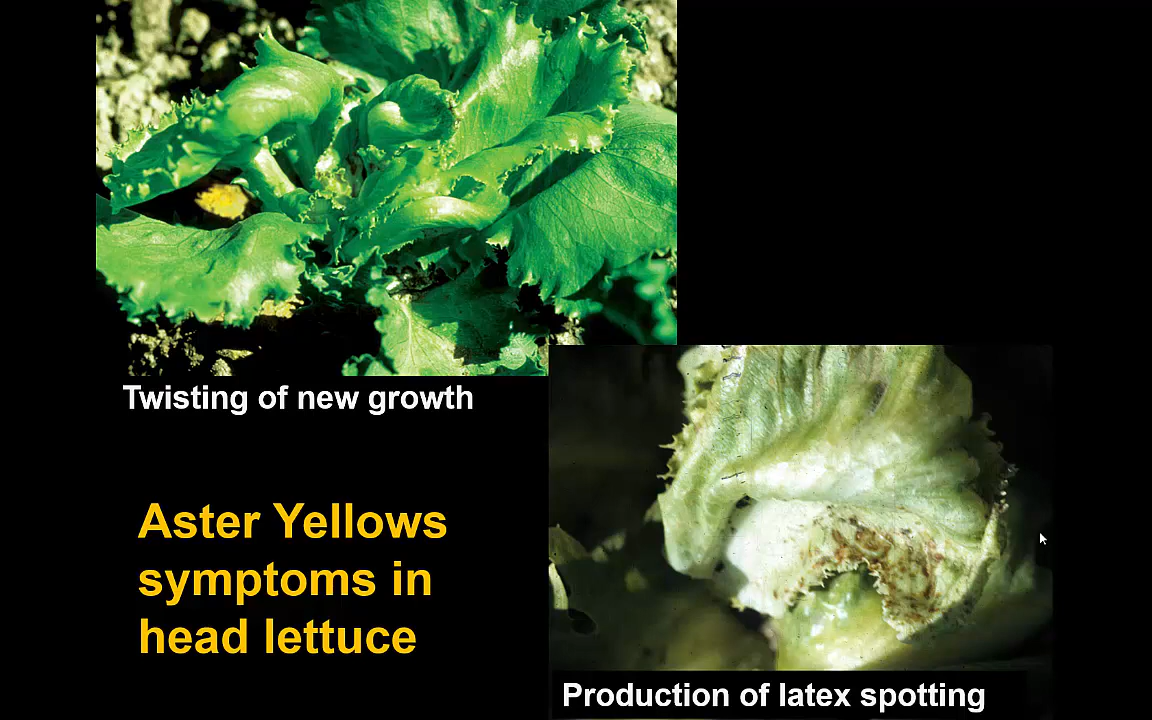 Twisting of new growth
Aster Yellows
symptoms in
head lettuce
Production of latex spotting